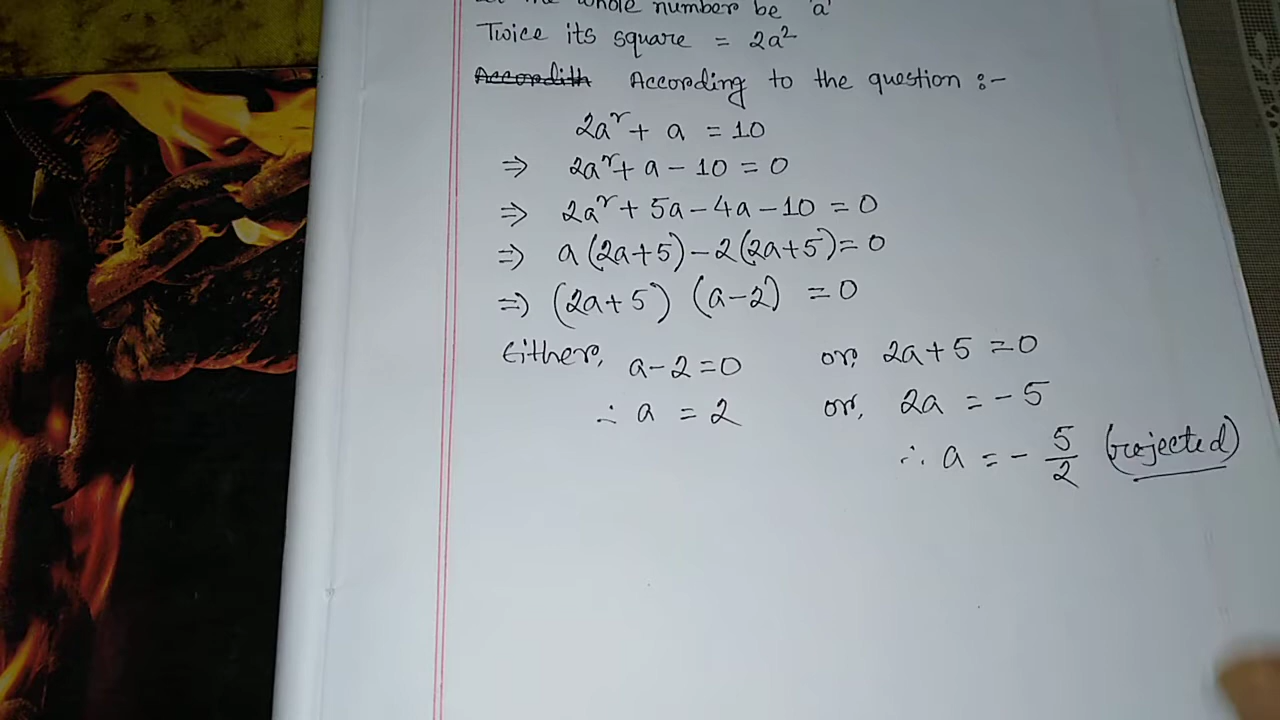 the whole number be 'a'
Twice its square = 2a²
Accordith According to the question :-
2a² + a = 10
⇒ 2a² + a - 10 = 0
⇒ 2a² + 5a - 4a - 10 = 0
⇒ a (2a+5) - 2 (2a+5) = 0
⇒ (2a+5) (a-2) = 0
Either, a - 2 = 0 or, 2a + 5 = 0
∴ a = 2 or, 2a = - 5
∴ a = - 5/2 (rejected)